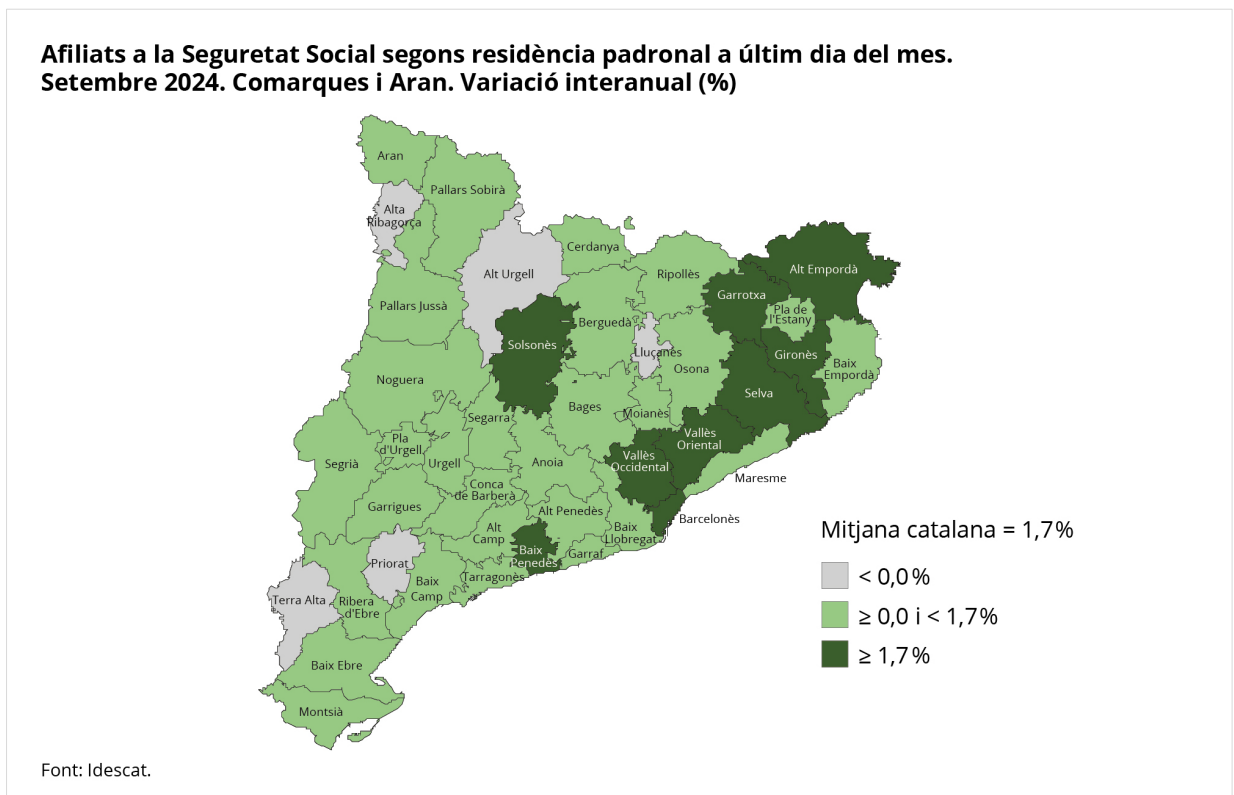 Afiliats a la Seguretat Social segons residència padronal a últim dia del mes.
Setembre 2024. Comarques i Aran. Variació interanual (%)
Aran
Pallars Sobirà
Alta
Ribagorça
Alt Urgell
Cerdanya
Ripollès
Alt Empordà
Garrotxa
Pallars Jussà
Pla de
l'Estany
Berguedà
Solsonès
Lluçanès
Gironès
Osona
Baix
Empordà
Noguera
Selva
Bages
Moianès
Segarra
Vallès
Oriental
Pla
d'Urgell
Segrià
Urgell
Anoia
Vallès
Occidental
Maresme
Conca
de Barberà
Garrigues
Alt Penedès
Barcelonès
Alt
Camp
Baix
Llobregat
Baix
Penedès
Garraf
Priorat
Tarragonès
Baix
Camp
Terra Alta
Ribera
d'Ebre
Baix Ebre
Montsià
Mitjana catalana = 1,7%
< 0,0%
≥ 0,0 i < 1,7%
≥ 1,7%
Font: Idescat.